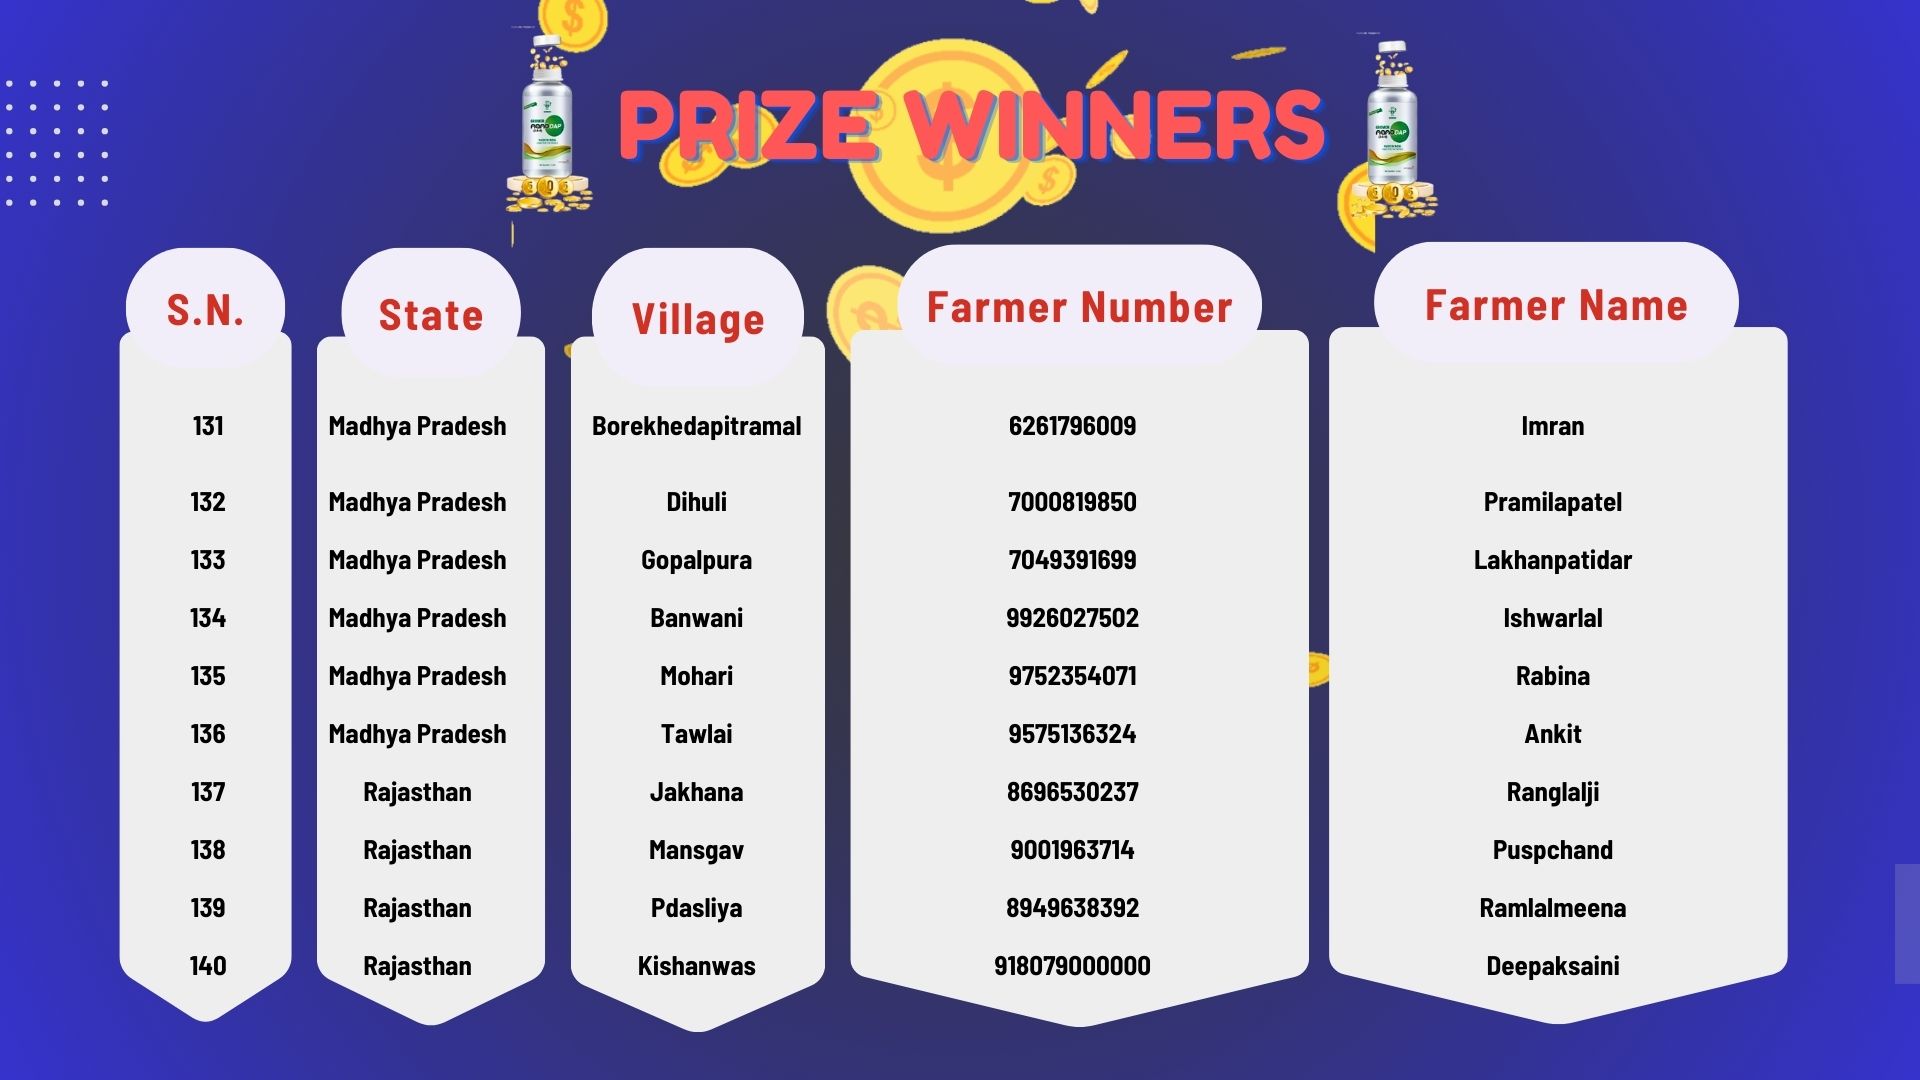 PRIZE WINNERS
S.N. State Village Farmer Number Farmer Name
131 Madhya Pradesh Borekhedapitramal 6261796009 Imran
132 Madhya Pradesh Dihuli 7000819850 Pramilapatel
133 Madhya Pradesh Gopalpura 7049391699 Lakhanpatidar
134 Madhya Pradesh Banwani 9926027502 Ishwarlal
135 Madhya Pradesh Mohari 9752354071 Rabina
136 Madhya Pradesh Tawlai 9575136324 Ankit
137 Rajasthan Jakhana 8696530237 Ranglalji
138 Rajasthan Mansgav 9001963714 Puspchand
139 Rajasthan Pdasliya 8949638392 Ramlalmeena
140 Rajasthan Kishanwas 918079000000 Deepaksaini